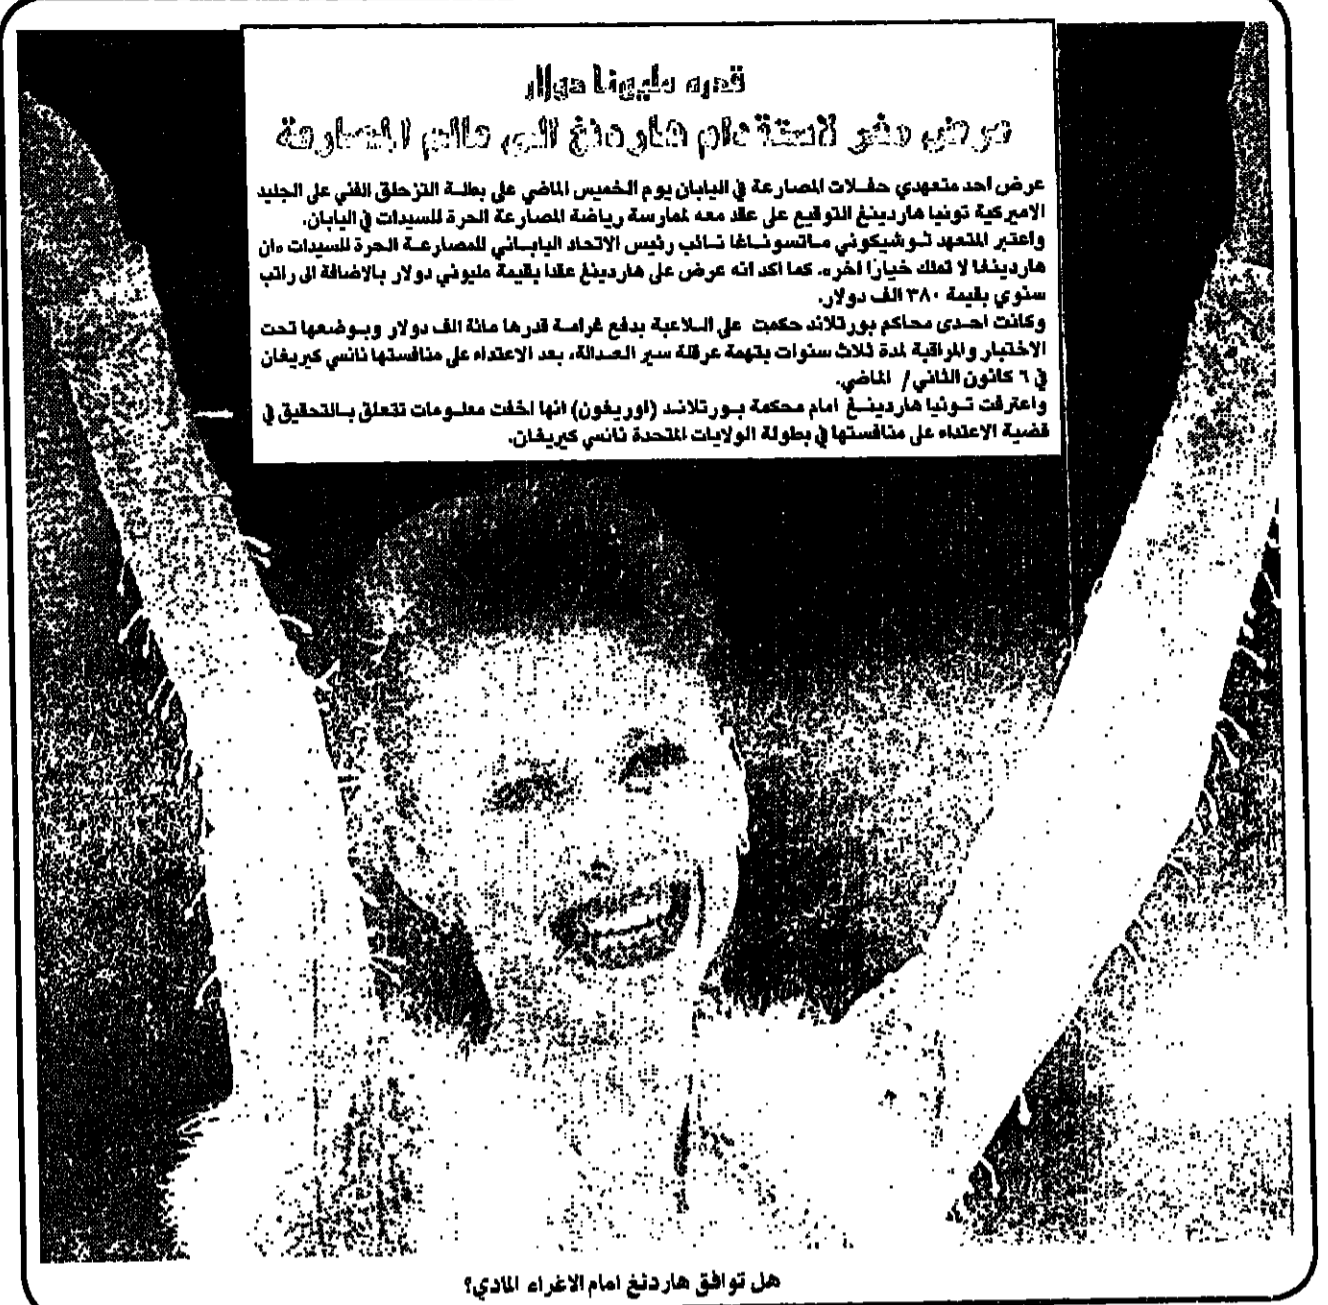 قدره مليونا دولار
عرض مغر لاستقدام هاردنغ الى عالم المصارعة
عرض احد متعهدي حفلات المصارعة في اليابان يوم الخميس الماضي على بطلة التزحلق الفني على الجليد
الاميركية تونيا هاردينغ التوقيع على عقد معه لممارسة رياضة المصارعة الحرة للسيدات في اليابان.
واعتبر المتعهد توشيكوني ماتسوناغا نائب رئيس الاتحاد الياباني للمصارعة الحرة للسيدات «ان
هاردينغ لا تملك خيارا اخر». كما اكد انه عرض على هاردينغ عقدا بقيمة مليوني دولار بالاضافة الى راتب
سنوي بقيمة ٣٨٠ الف دولار.
وكانت احدى محاكم بورتلاند حكمت على اللاعبة بدفع غرامة قدرها مائة الف دولار وبوضعها تحت
الاختبار والمراقبة لمدة ثلاث سنوات بتهمة عرقلة سير العدالة، بعد الاعتداء على منافستها نانسي كيريغان
في ٦ كانون الثاني/ الماضي.
واعترفت تونيا هاردينغ امام محكمة بورتلاند (اوريغون) انها اخفت معلومات تتعلق بالتحقيق في
قضية الاعتداء على منافستها في بطولة الولايات المتحدة نانسي كيريغان.
هل توافق هاردنغ امام الاغراء المادي؟